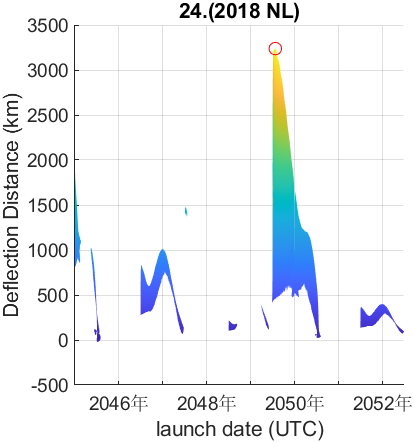 24.(2018 NL)
Deflection Distance (km)
3500
3000
2500
2000
1500
1000
500
0
-500
2046年 2048年 2050年 2052年
launch date (UTC)